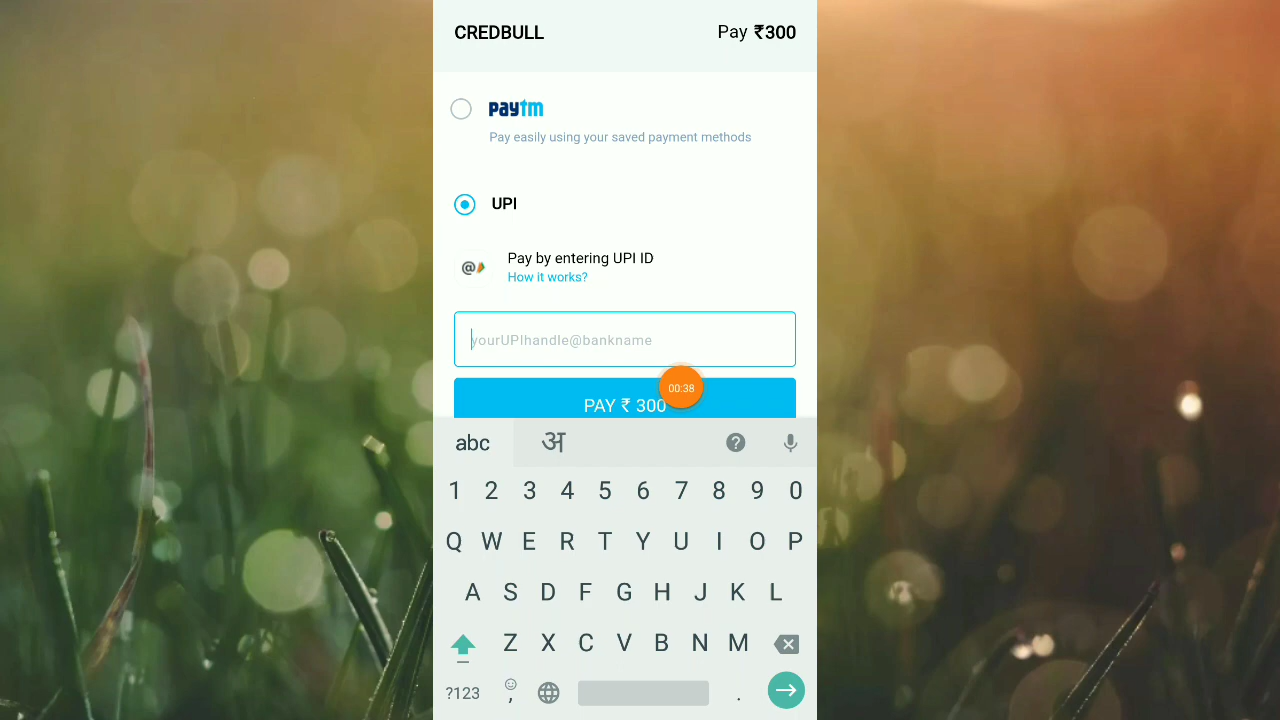 CREDBULL Pay ₹300
paytm
Pay easily using your saved payment methods
UPI
@ Pay by entering UPI ID
How it works?
yourUPIhandle@bankname
00:38
PAY ₹ 300
abc अ ?
1 2 3 4 5 6 7 8 9 0
Q W E R T Y U I O P
A S D F G H J K L
Z X C V B N M
?123 , .